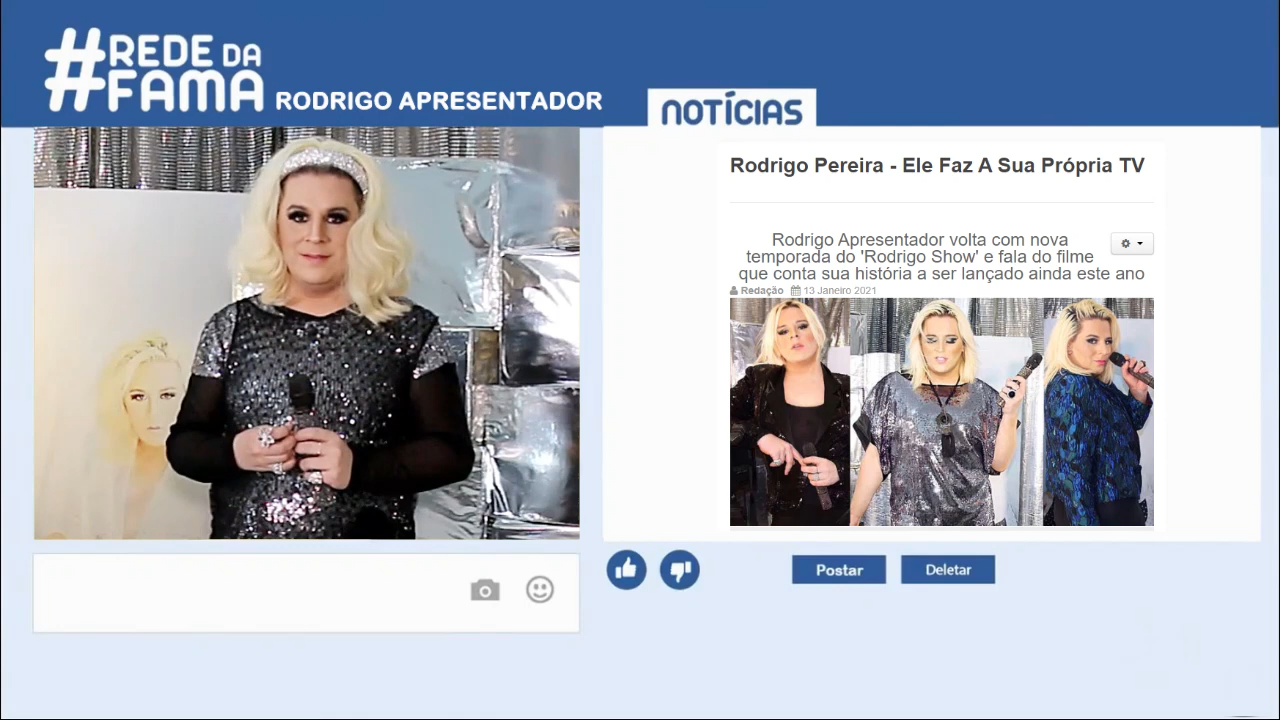 #REDE DA
FAMA RODRIGO APRESENTADOR
NOTÍCIAS
Rodrigo Pereira - Ele Faz A Sua Própria TV
Rodrigo Apresentador volta com nova
temporada do 'Rodrigo Show' e fala do filme
que conta sua história a ser lançado ainda este ano
Redação 13 Janeiro 2021
Postar
Deletar